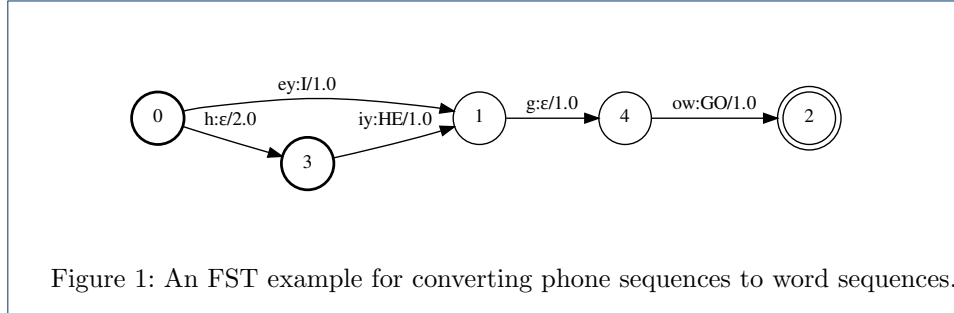 ey:I/1.0
0
h:ε/2.0
iy:HE/1.0
1
g:ε/1.0
4
ow:GO/1.0
2
3
Figure 1: An FST example for converting phone sequences to word sequences.